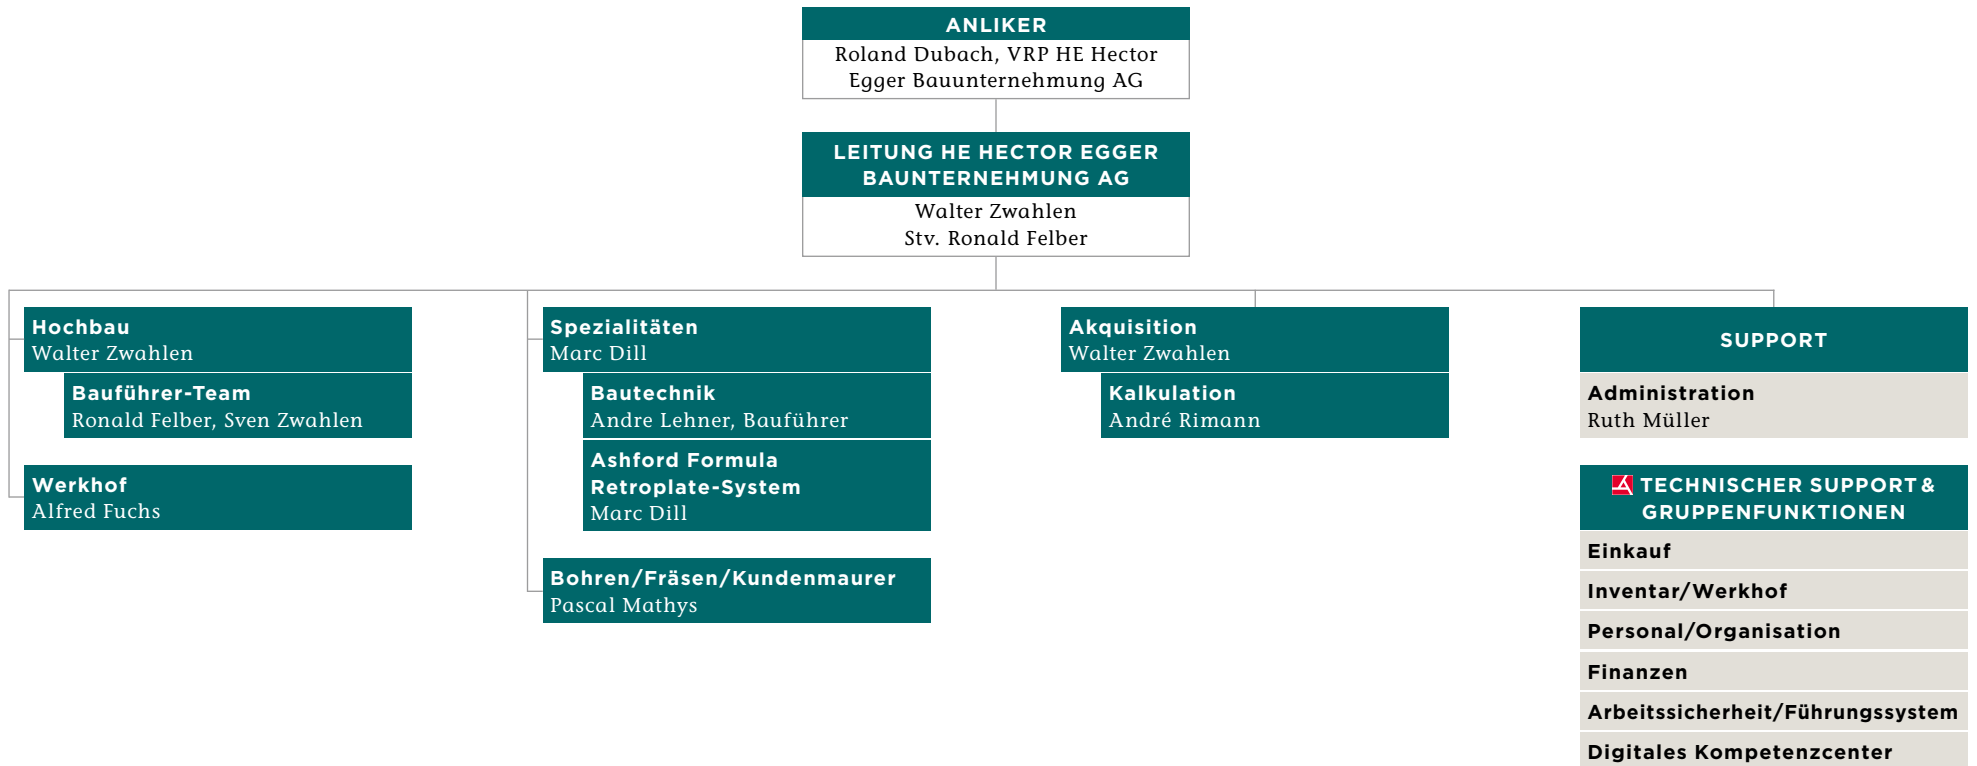 ANLIKER
Roland Dubach, VRP HE Hector
Egger Bauunternehmung AG
LEITUNG HE HECTOR EGGER
BAUNTERNEHMUNG AG
Walter Zwahlen
Stv. Ronald Felber
Hochbau
Walter Zwahlen
Bauführer-Team
Ronald Felber, Sven Zwahlen
Werkhof
Alfred Fuchs
Spezialitäten
Marc Dill
Bautechnik
Andre Lehner, Bauführer
Ashford Formula
Retroplate-System
Marc Dill
Bohren/Fräsen/Kundenmaurer
Pascal Mathys
Akquisition
Walter Zwahlen
Kalkulation
André Rimann
SUPPORT
Administration
Ruth Müller
TECHNISCHER SUPPORT &
GRUPPENFUNKTIONEN
Einkauf
Inventar/Werkhof
Personal/Organisation
Finanzen
Arbeitssicherheit/Führungssystem
Digitales Kompetenzcenter